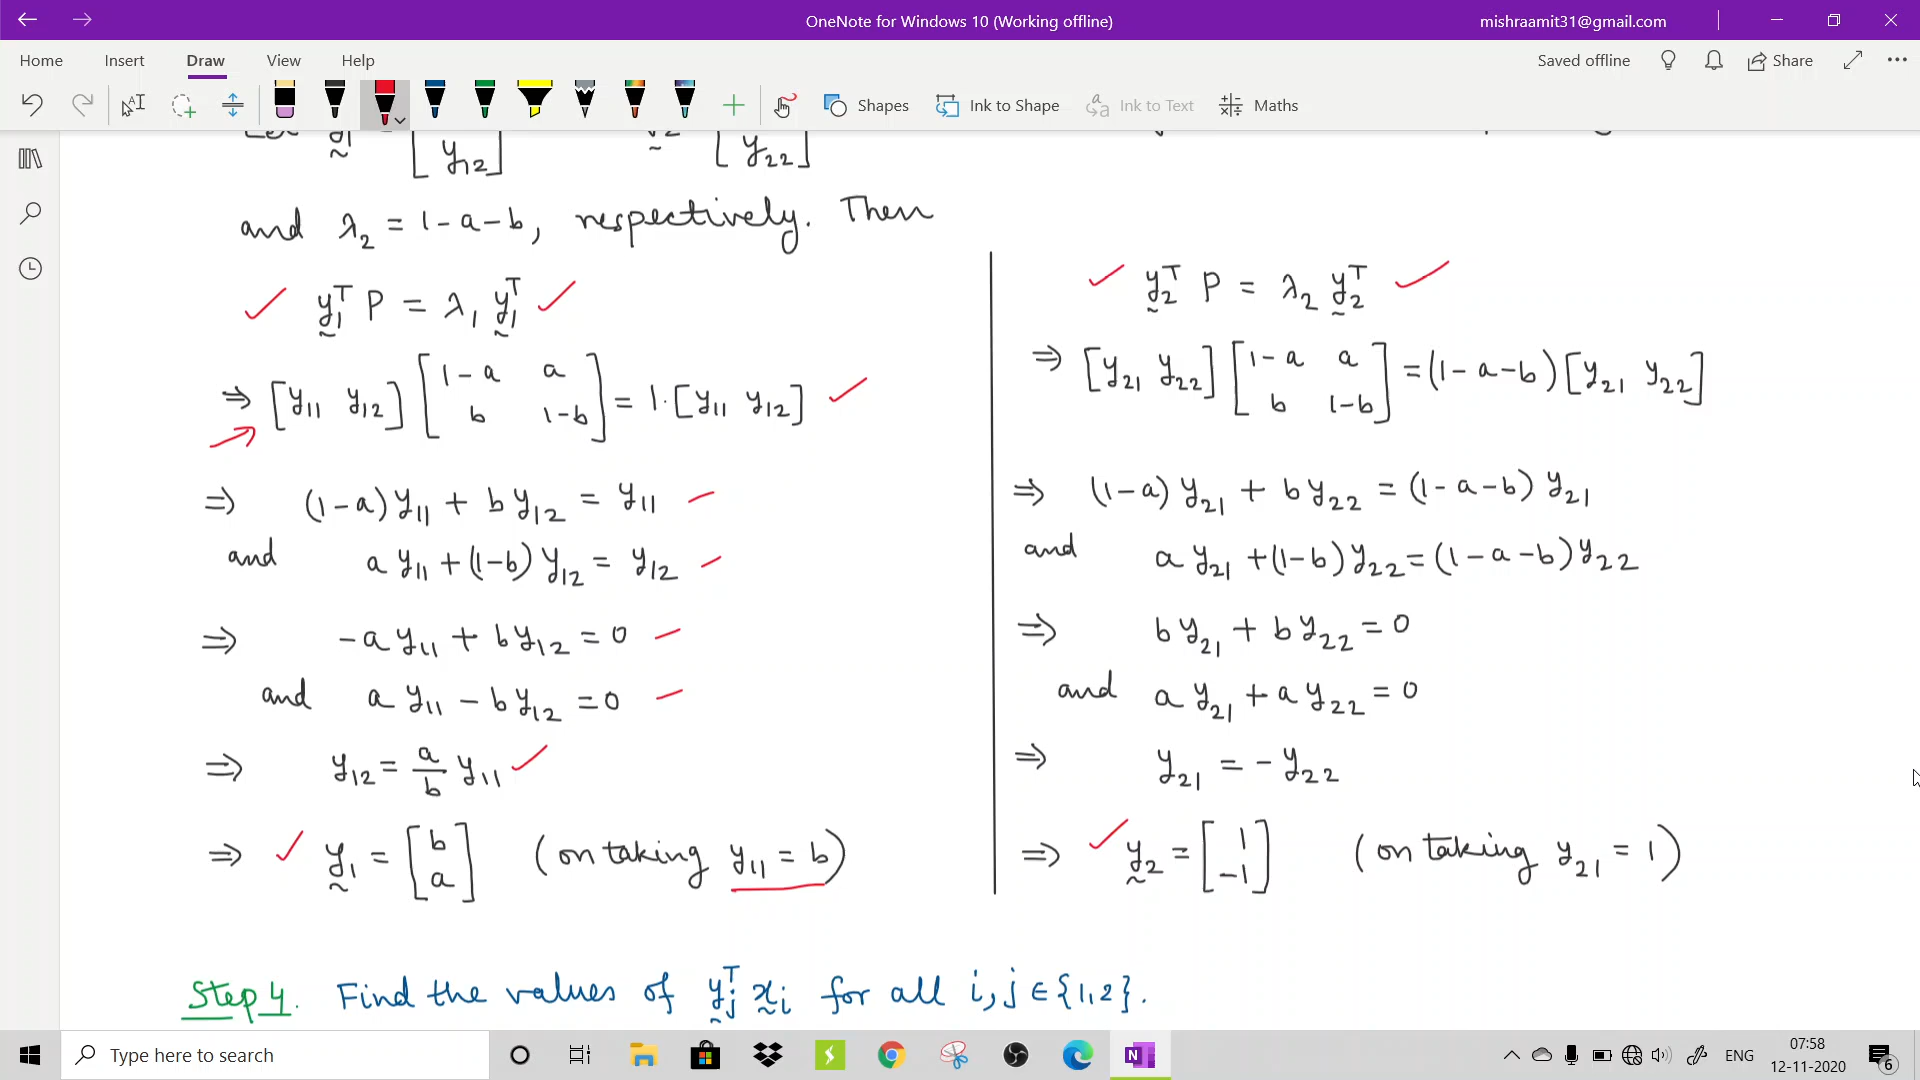 OneNote for Windows 10 (Working offline)
mishraamit31@gmail.com
Home Insert Draw View Help
Saved offline
Share
Shapes
Ink to Shape
Ink to Text
Maths
y₁₂] y₂₂]
and λ₂ = 1-a-b, respectively. Then
y₁ᵀ P = λ₁ y₁ᵀ
⇒ [y₁₁ y₁₂] [1-a a
b 1-b] = 1·[y₁₁ y₁₂]
⇒ (1-a)y₁₁ + b y₁₂ = y₁₁
and a y₁₁ + (1-b) y₁₂ = y₁₂
⇒ -a y₁₁ + b y₁₂ = 0
and a y₁₁ - b y₁₂ = 0
⇒ y₁₂ = a/b y₁₁
⇒ y₁ = [b
a] (on taking y₁₁ = b)
y₂ᵀ P = λ₂ y₂ᵀ
⇒ [y₂₁ y₂₂] [1-a a
b 1-b] = (1-a-b) [y₂₁ y₂₂]
⇒ (1-a) y₂₁ + b y₂₂ = (1-a-b) y₂₁
and a y₂₁ + (1-b) y₂₂ = (1-a-b) y₂₂
⇒ b y₂₁ + b y₂₂ = 0
and a y₂₁ + a y₂₂ = 0
⇒ y₂₁ = - y₂₂
⇒ y₂ = [1
-1] (on taking y₂₁ = 1)
Step 4. Find the values of yⱼᵀ xᵢ for all i, j ∈ {1,2}.
Type here to search
ENG
07:58
12-11-2020
6